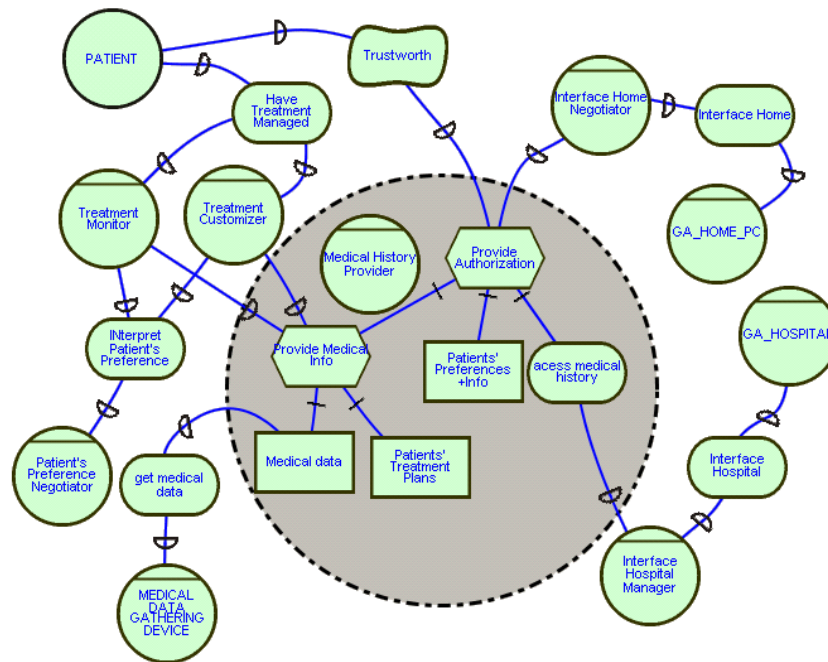 PATIENT
Trustworth
Have
Treatment
Managed
Interface Home
Negotiator
Interface Home
Treatment
Monitor
Treatment
Customizer
Medical History
Provider
Provide
Authorization
GA_HOME_PC
GA_HOSPITAL
INterpret
Patient's
Preference
Provide Medical
Info
Patients'
Preferences
+Info
acess medical
history
Patient's
Preference
Negotiator
get medical
data
Medical data
Patients'
Treatment
Plans
Interface
Hospital
Interface
Hospital
Manager
MEDICAL
DATA
GATHERING
DEVICE